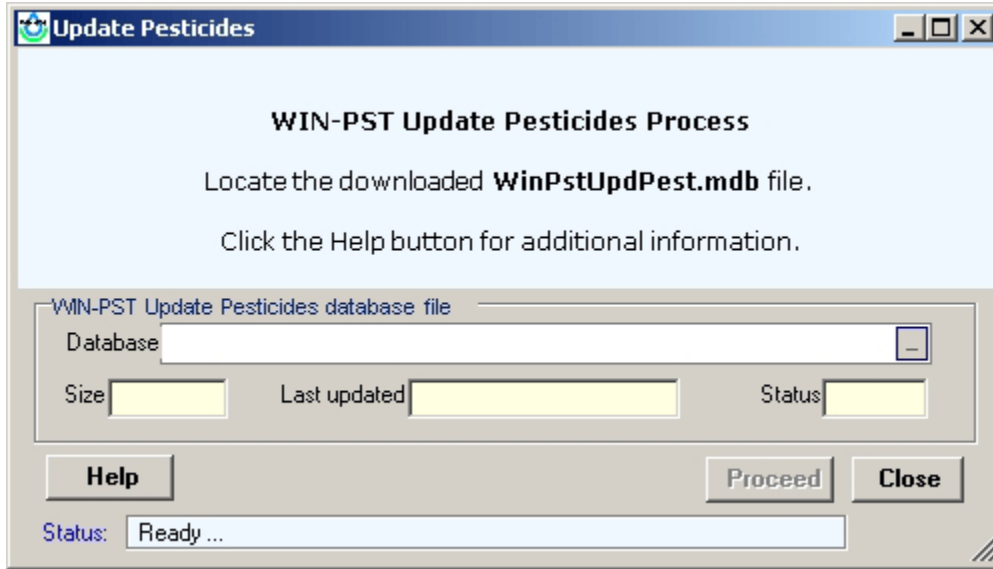 Update Pesticides
WIN-PST Update Pesticides Process
Locate the downloaded WinPstUpdPest.mdb file.
Click the Help button for additional information.
WIN-PST Update Pesticides database file
Database ...
Size Last updated Status
Help Proceed Close
Status: Ready ...